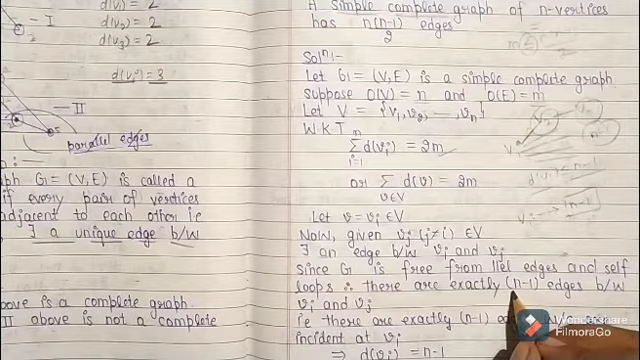 d(v₁) = 2
d(v₂) = 2
d(v₃) = 2
d(vᵢ) = 3
- I
- II
parallel edges
graph G = (V,E) is called a
if every pair of vertices
adjacent to each other i.e
∃ a unique edge b/w
above is a complete graph
II above is not a complete
A simple complete graph of n-vertices
has n(n-1)/2 edges
Solⁿ:-
Let G = (V,E) is a simple complete graph
suppose O(V) = n and O(E) = m
Let V = {v₁, v₂, ---, vₙ}
W.K.T
m
Σ d(vᵢ) = 2m
i=1
or Σ d(v) = 2m
v∈V
Let v = vᵢ ∈ V
Now, given vⱼ (j≠i) ∈ V
∃ an edge b/w vᵢ and vⱼ
since G is free from llel edges and self
loops ∴ there are exactly (n-1) edges b/w
vᵢ and vⱼ
ie there are exactly (n-1)
incident at vᵢ
⇒ d(vᵢ) = n-1
Wondershare
FilmoraGo